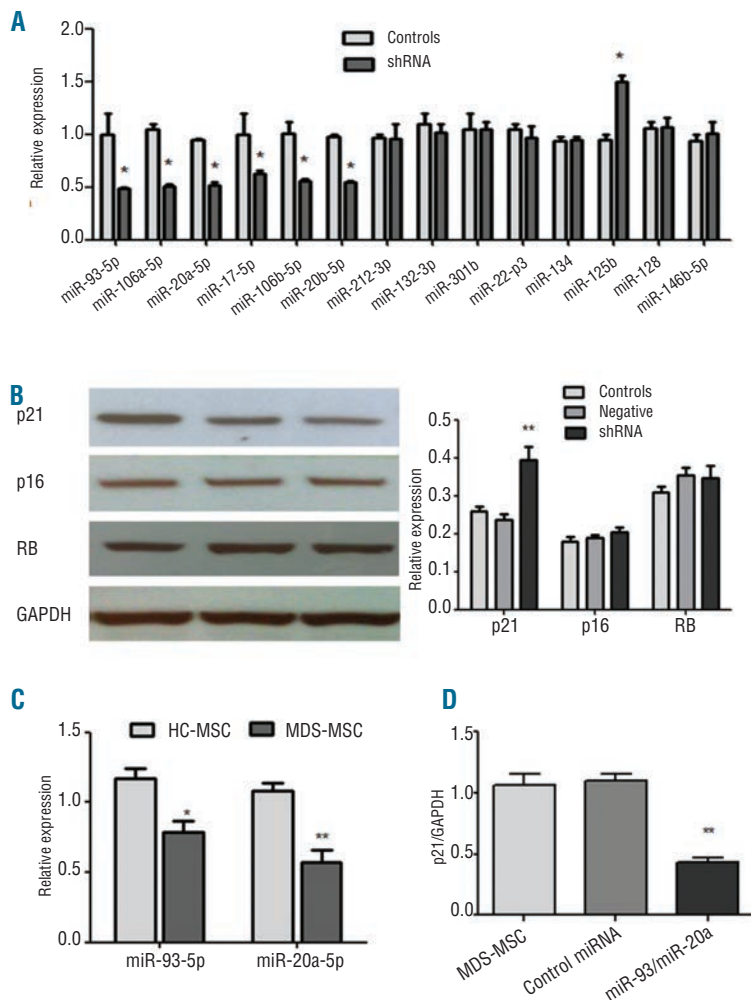 A
2.0
1.5
1.0
0.5
0.0
Relative expression
Controls
shRNA
*
*
*
*
*
*
*
miR-93-5p
miR-106a-5p
miR-20a-5p
miR-17-5p
miR-106b-5p
miR-20b-5p
miR-212-3p
miR-132-3p
miR-301b
miR-22-p3
miR-134
miR-125b
miR-128
miR-146b-5p
B
p21
p16
RB
GAPDH
Controls
Negative
shRNA
0.5
0.4
0.3
0.2
0.1
0.0
Relative expression
**
p21
p16
RB
C
HC-MSC
MDS-MSC
1.5
1.0
0.5
0.0
Relative expression
*
**
miR-93-5p
miR-20a-5p
D
1.5
1.0
0.5
0.0
p21/GAPDH
**
MDS-MSC
Control miRNA
miR-93/miR-20a